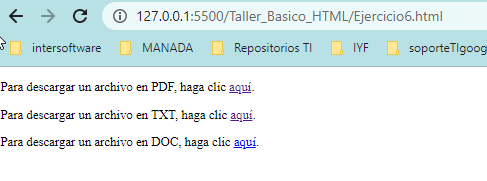 127.0.0.1:5500/Taller_Basico_HTML/Ejercicio6.html
intersoftware MANADA Repositorios TI IYF soporteTIgoog
Para descargar un archivo en PDF, haga clic aquí.
Para descargar un archivo en TXT, haga clic aquí.
Para descargar un archivo en DOC, haga clic aquí.